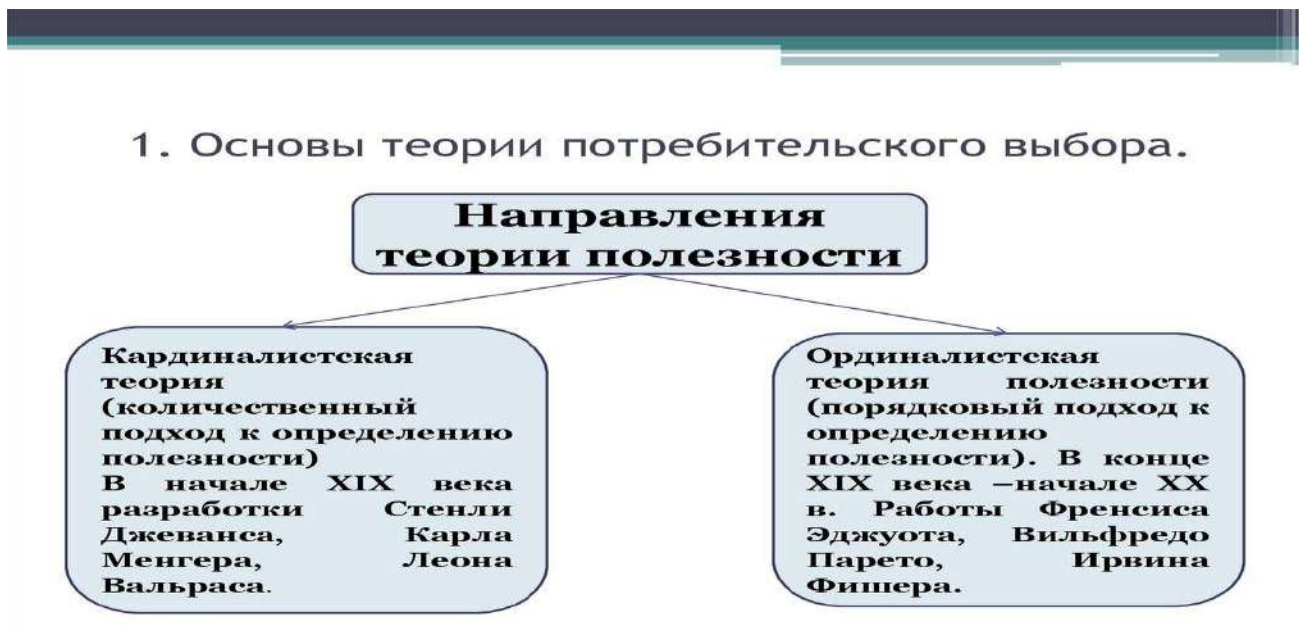 1. Основы теории потребительского выбора.
Направления
теории полезности
Кардиналистская
теория
(количественный
подход к определению
полезности)
В начале XIX века
разработки Стенли
Джеванса, Карла
Менгера, Леона
Вальраса.
Ординалистская
теория полезности
(порядковый подход к
определению
полезности). В конце
XIX века –начале XX
в. Работы Френсиса
Эджуота, Вильфредо
Парето, Ирвина
Фишера.